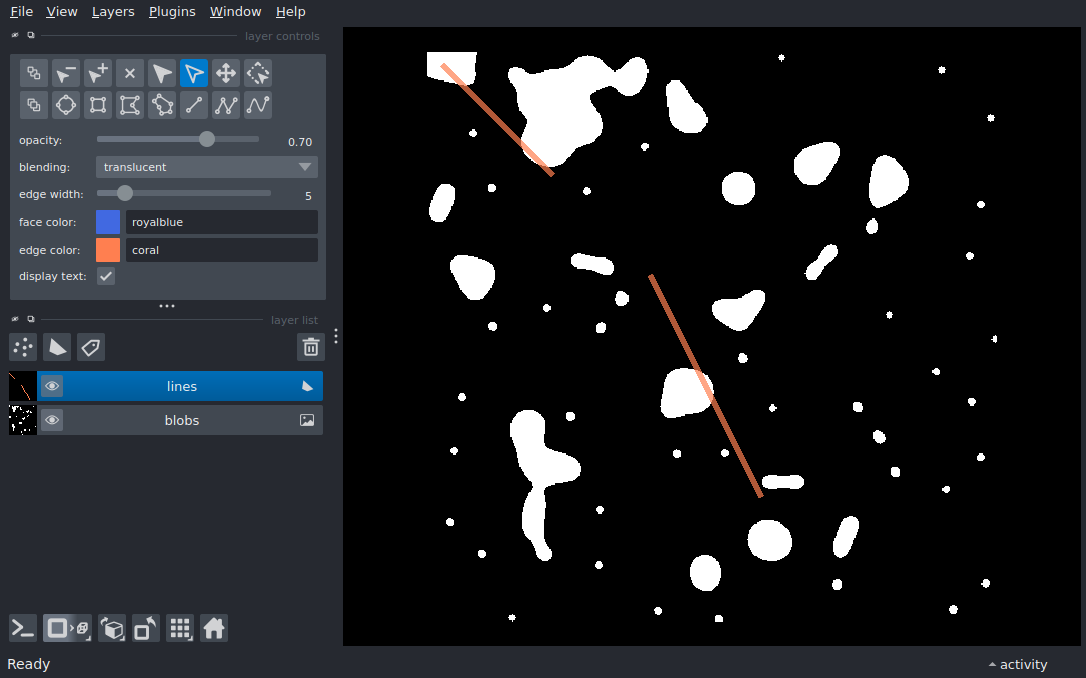 File View Layers Plugins Window Help
layer controls
opacity: 0.70
blending: translucent
edge width: 5
face color: royalblue
edge color: coral
display text:
layer list
lines
blobs
Ready
activity